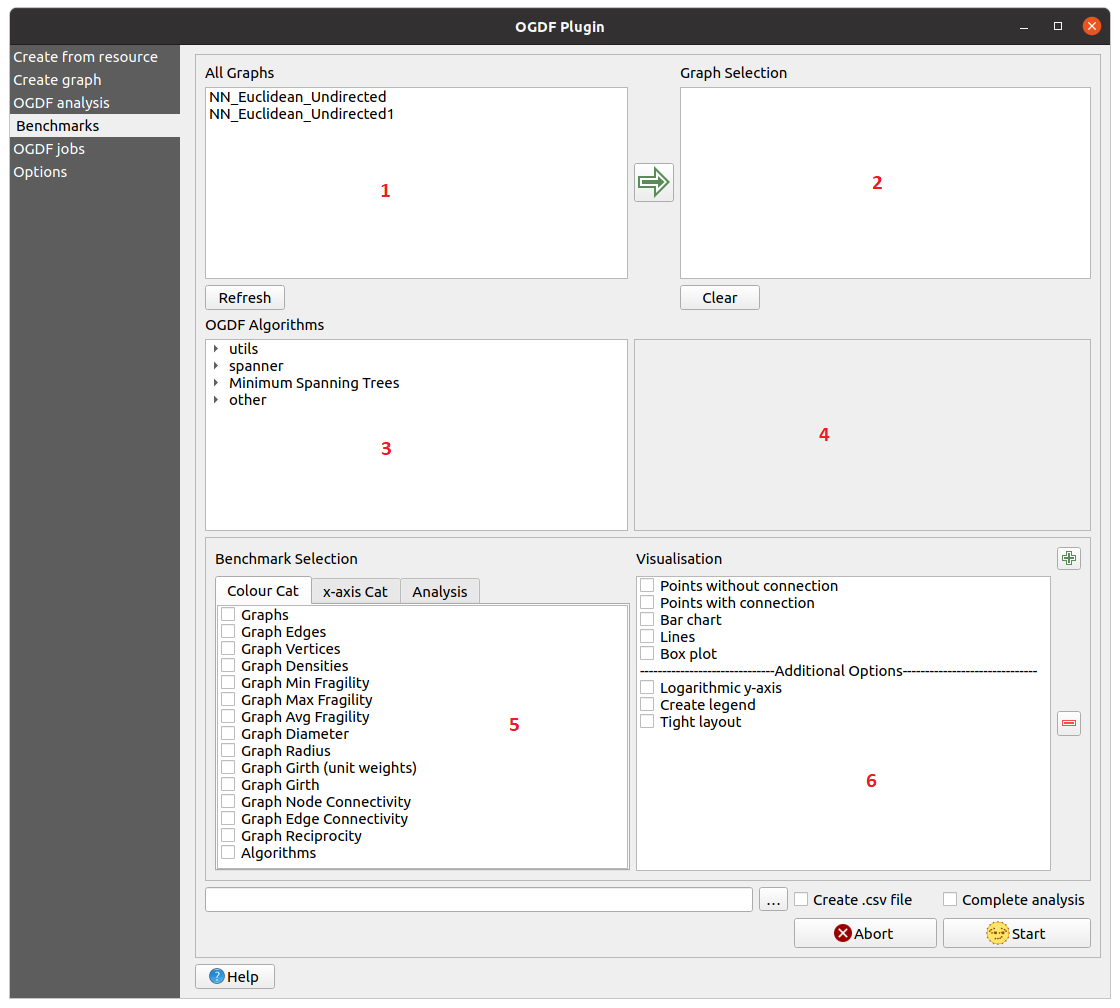 OGDF Plugin
Create from resource
Create graph
OGDF analysis
Benchmarks
OGDF jobs
Options
All Graphs
NN_Euclidean_Undirected
NN_Euclidean_Undirected1
1
Refresh
Graph Selection
2
Clear
OGDF Algorithms
utils
spanner
Minimum Spanning Trees
other
3
4
Benchmark Selection
Colour Cat x-axis Cat Analysis
Graphs
Graph Edges
Graph Vertices
Graph Densities
Graph Min Fragility
Graph Max Fragility
Graph Avg Fragility
Graph Diameter
Graph Radius
Graph Girth (unit weights)
Graph Girth
Graph Node Connectivity
Graph Edge Connectivity
Graph Reciprocity
Algorithms
5
Visualisation
Points without connection
Points with connection
Bar chart
Lines
Box plot
------------------------------Additional Options------------------------------
Logarithmic y-axis
Create legend
Tight layout
6
... Create .csv file Complete analysis
Abort Start
Help